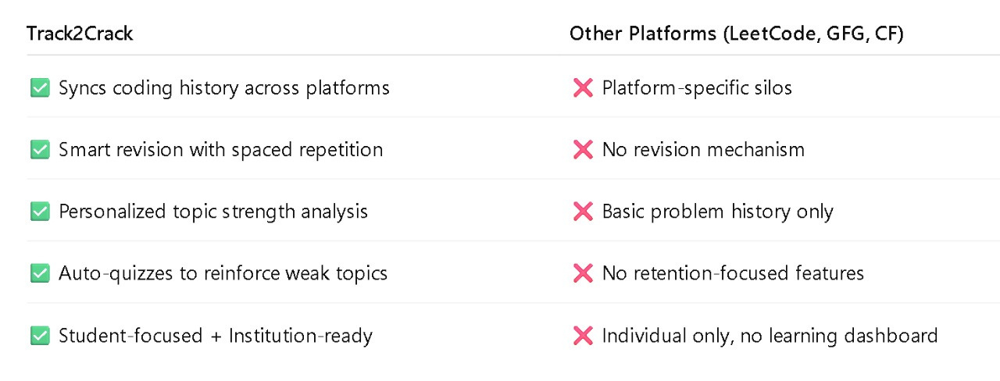 Track2Crack Other Platforms (LeetCode, GFG, CF)
✅ Syncs coding history across platforms ❌ Platform-specific silos
✅ Smart revision with spaced repetition ❌ No revision mechanism
✅ Personalized topic strength analysis ❌ Basic problem history only
✅ Auto-quizzes to reinforce weak topics ❌ No retention-focused features
✅ Student-focused + Institution-ready ❌ Individual only, no learning dashboard